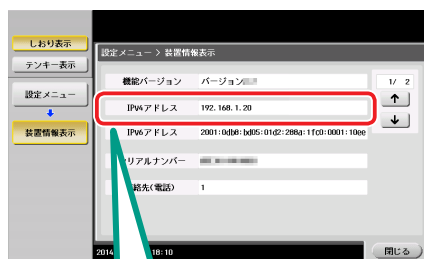 しおり表示
テンキー表示
設定メニュー
装置情報表示
設定メニュー > 装置情報表示
機能バージョン バージョン
1/ 2
IPV4アドレス 192.168.1.20
IPV6アドレス 2001:0db8:bd05:01d2:288a:1fc0:0001:10ee
リアルナンバー
絡先(電話) 1
2014 18:10
閉じる